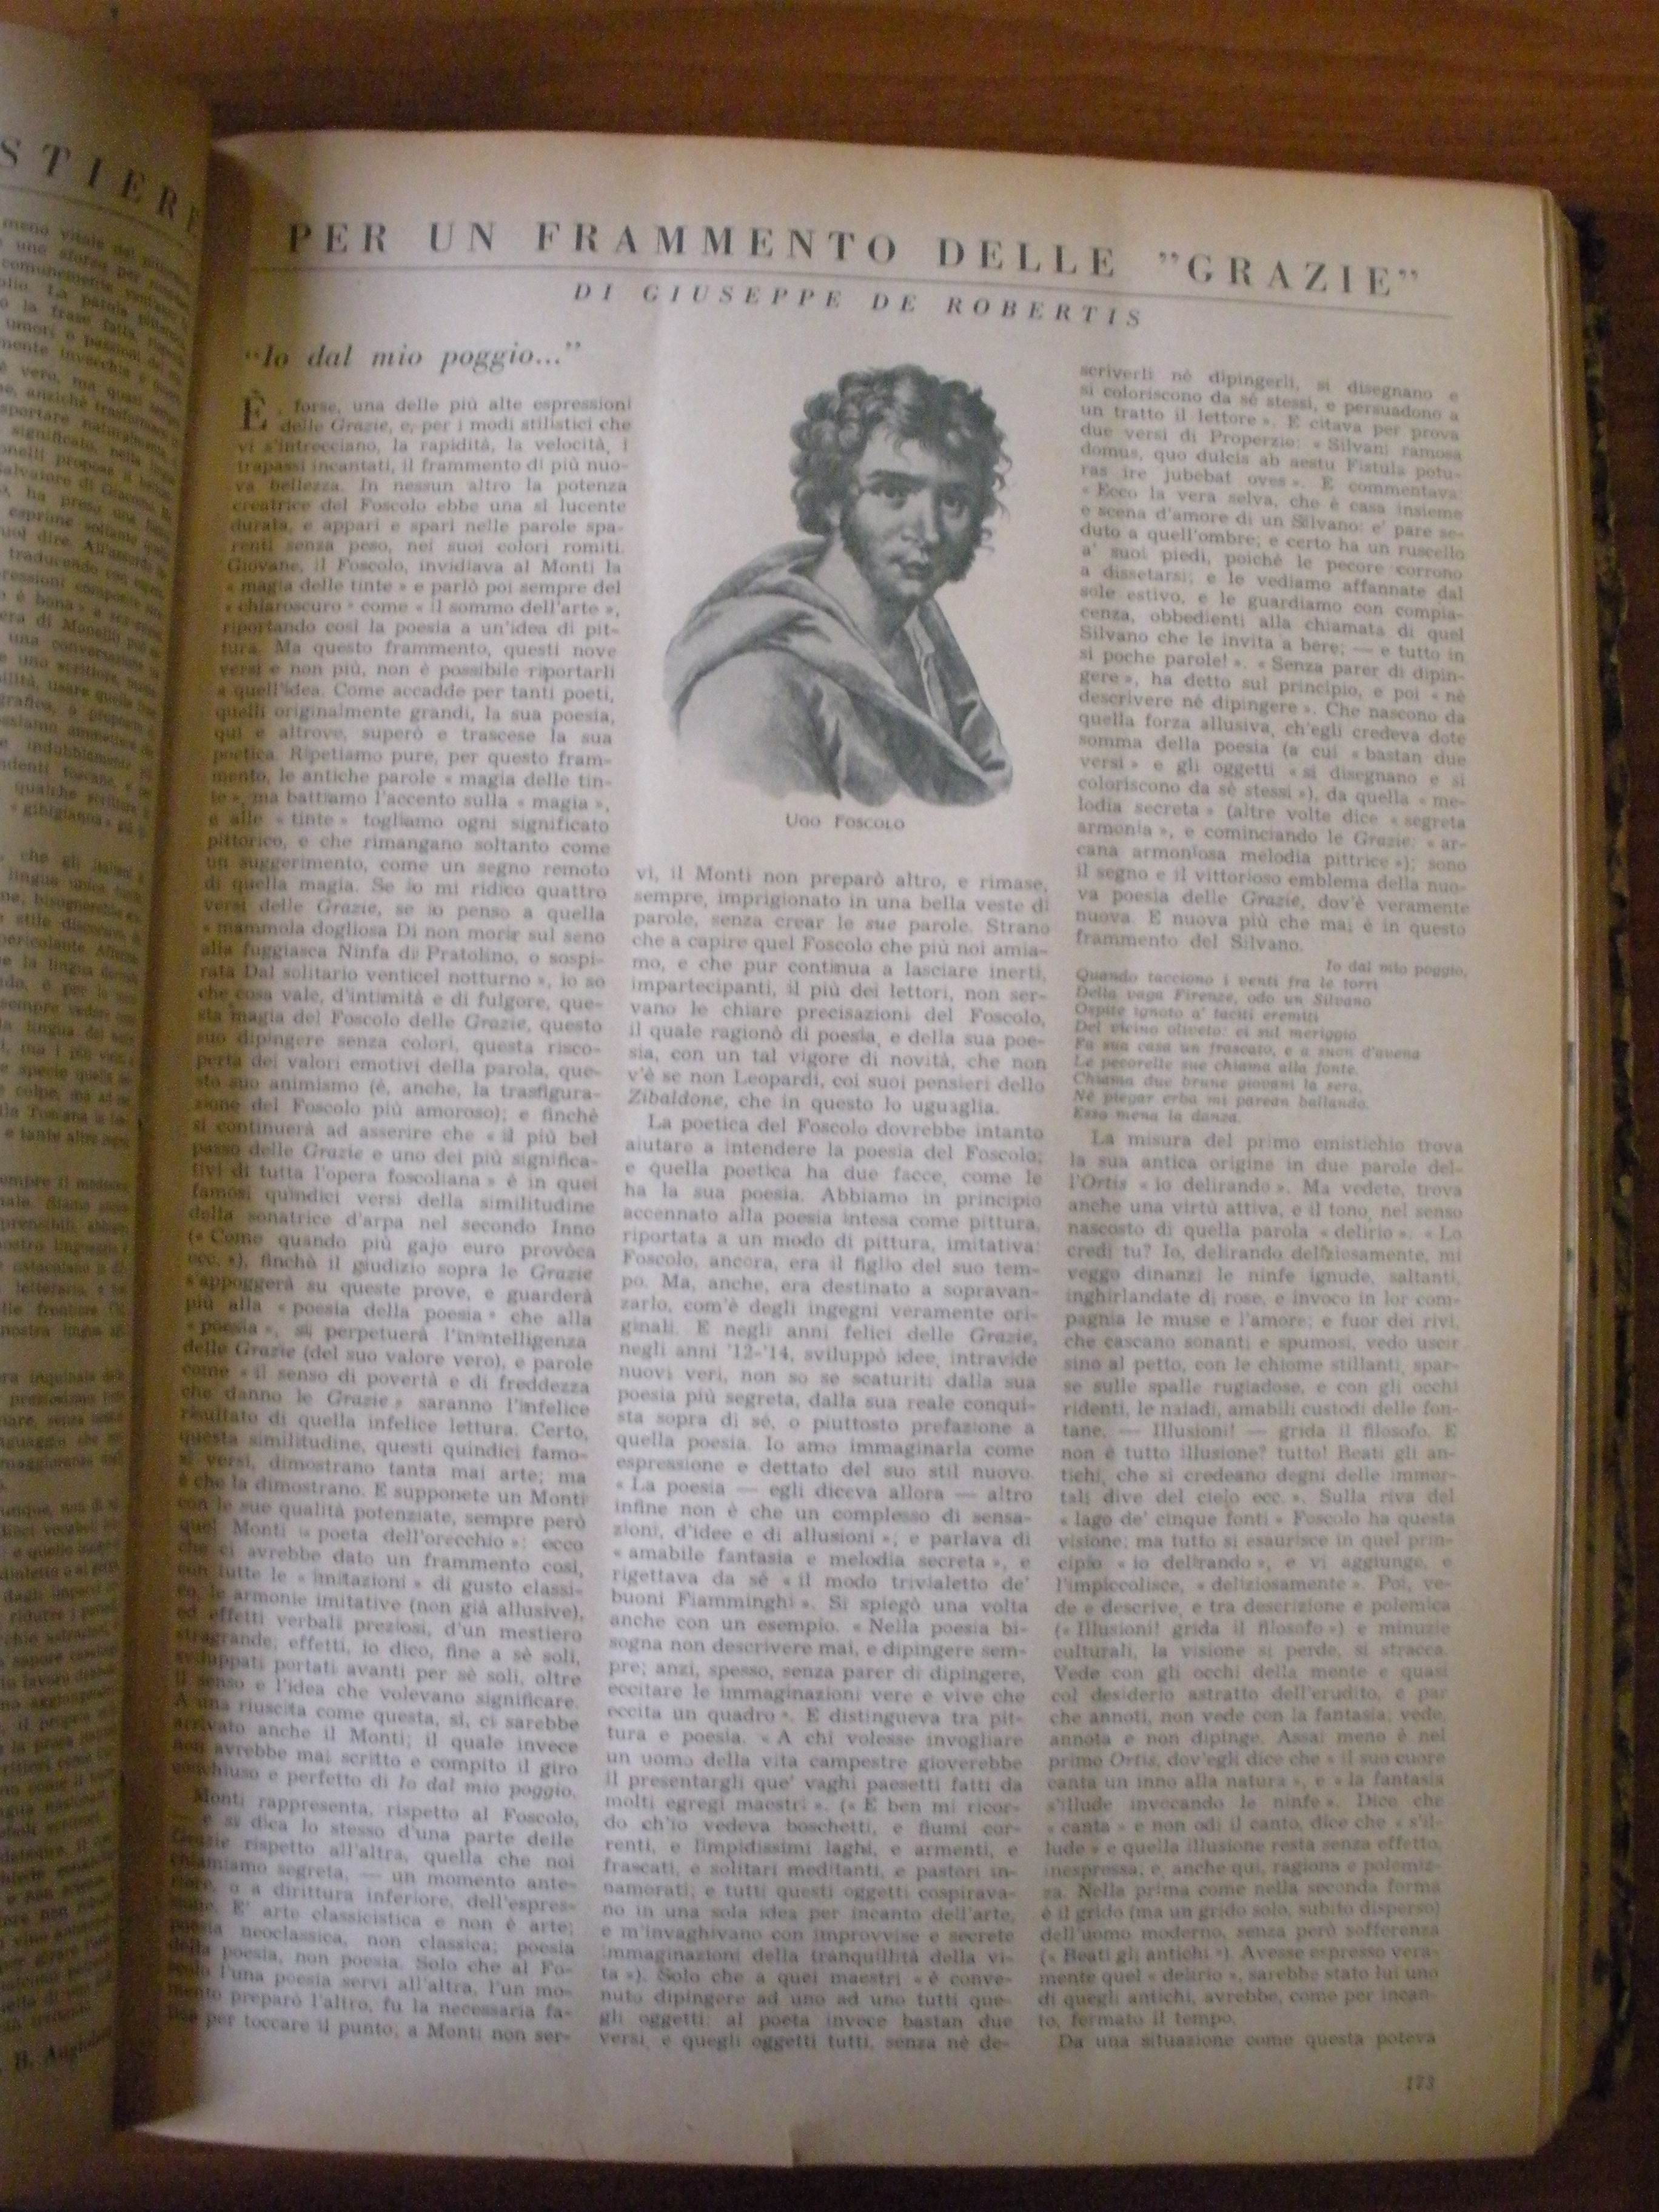 STIERE
PER UN FRAMMENTO DELLE "GRAZIE"
DI GIUSEPPE DE ROBERTIS
"Io dal mio poggio..."
È, forse, una delle più alte espressioni
delle Grazie, e, per i modi stilistici che
vi s'intrecciano, la rapidità, la velocità, i
trapassi incantati, il frammento di più nuo-
va bellezza. In nessun altro la potenza
creatrice del Foscolo ebbe una sì lucente
durata, e appari e spari nelle parole spa-
renti senza peso, nei suoi colori romiti.
Giovane, il Foscolo, invidiava al Monti la
« magia delle tinte » e parlò poi sempre del
« chiaroscuro » come « il sommo dell'arte »,
riportando così la poesia a un'idea di pit-
tura. Ma questo frammento, questi nove
versi e non più, non è possibile riportarli
a quell'idea. Come accadde per tanti poeti,
quelli originalmente grandi, la sua poesia,
qui e altrove, superò e trascese la sua
poetica. Ripetiamo pure, per questo fram-
mento, le antiche parole « magia delle tin-
te », ma battiamo l'accento sulla « magia »,
e alle « tinte » togliamo ogni significato
pittorico, e che rimangano soltanto come
un suggerimento, come un segno remoto
di quella magia. Se io mi ridico quattro
versi delle Grazie, se io penso a quella
« mammola dogliosa Di non morir sul seno
alla fuggiasca Ninfa di Pratolino, o sospi-
rata Dal solitario venticel notturno », io so
che cosa vale, d'intimità e di fulgore, que-
sta magia del Foscolo delle Grazie, questo
suo dipingere senza colori, questa risco-
perta dei valori emotivi della parola, que-
sto suo animismo (è, anche, la trasfigura-
zione del Foscolo più amoroso); e finchè
si continuerà ad asserire che « il più bel
passo delle Grazie e uno dei più significa-
tivi di tutta l'opera foscoliana » è in quei
famosi quindici versi della similitudine
della sonatrice d'arpa nel secondo Inno
(« Come quando più gajo euro provòca
ecc. »), finchè il giudizio sopra le Grazie
s'appoggerà su queste prove, e guarderà
più alla « poesia della poesia » che alla
« poesia », si perpetuerà l'inintelligenza
delle Grazie (del suo valore vero), e parole
come « il senso di povertà e di freddezza
che danno le Grazie » saranno l'infelice
risultato di quella infelice lettura. Certo,
questa similitudine, questi quindici famo-
si versi, dimostrano tanta mai arte; ma
è che la dimostrano. E supponete un Monti
con le sue qualità potenziate, sempre però
quel Monti « poeta dell'orecchio »: ecco
che ci avrebbe dato un frammento così,
con tutte le « imitazioni » di gusto classi-
co, le armonie imitative (non già allusive),
ed effetti verbali preziosi, d'un mestiero
stragrande; effetti, io dico, fine a sè soli,
sviluppati portati avanti per sè soli, oltre
il senso e l'idea che volevano significare.
A una riuscita come questa, sì, ci sarebbe
arrivato anche il Monti; il quale invece
non avrebbe mai scritto e compito il giro
conchiuso e perfetto di Io dal mio poggio.
Monti rappresenta, rispetto al Foscolo,
— e si dica lo stesso d'una parte delle
Grazie rispetto all'altra, quella che noi
chiamiamo segreta, — un momento ante-
riore, o a dirittura inferiore, dell'espres-
sione. E' arte classicistica e non è arte;
poesia neoclassica, non classica; poesia
della poesia, non poesia. Solo che al Fo-
scolo l'una poesia servì all'altra, l'un mo-
mento preparò l'altro, fu la necessaria fa-
tica per toccare il punto; a Monti non ser-
UGO FOSCOLO
vì, il Monti non preparò altro, e rimase,
sempre, imprigionato in una bella veste di
parole, senza crear le sue parole. Strano
che a capire quel Foscolo che più noi amia-
mo, e che pur continua a lasciare inerti,
impartecipanti, il più dei lettori, non ser-
vano le chiare precisazioni del Foscolo,
il quale ragionò di poesia, e della sua poe-
sia, con un tal vigore di novità, che non
v'è se non Leopardi, coi suoi pensieri dello
Zibaldone, che in questo lo uguaglia.
La poetica del Foscolo dovrebbe intanto
aiutare a intendere la poesia del Foscolo;
e quella poetica ha due facce, come le
ha la sua poesia. Abbiamo in principio
accennato alla poesia intesa come pittura,
riportata a un modo di pittura, imitativa:
Foscolo, ancora, era il figlio del suo tem-
po. Ma, anche, era destinato a sopravan-
zarlo, com'è degli ingegni veramente ori-
ginali. E negli anni felici delle Grazie,
negli anni '12-'14, sviluppò idee, intravide
nuovi veri, non so se scaturiti dalla sua
poesia più segreta, dalla sua reale conqui-
sta sopra di sé, o piuttosto prefazione a
quella poesia. Io amo immaginarla come
espressione e dettato del suo stil nuovo.
« La poesia — egli diceva allora — altro
infine non è che un complesso di sensa-
zioni, d'idee e di allusioni »; e parlava di
« amabile fantasia e melodia secreta », e
rigettava da sé « il modo trivialetto de'
buoni Fiamminghi ». Si spiegò una volta
anche con un esempio. « Nella poesia bi-
sogna non descrivere mai, e dipingere sem-
pre; anzi, spesso, senza parer di dipingere,
eccitare le immaginazioni vere e vive che
eccita un quadro ». E distingueva tra pit-
tura e poesia. « A chi volesse invogliare
un uomo della vita campestre gioverebbe
il presentargli que' vaghi paesetti fatti da
molti egregi maestri ». (« E ben mi ricor-
do ch'io vedeva boschetti, e fiumi cor-
renti, e limpidissimi laghi, e armenti, e
frascati, e solitari meditanti, e pastori in-
namorati; e tutti questi oggetti cospirava-
no in una sola idea per incanto dell'arte,
e m'invaghivano con improvvise e secrete
immaginazioni della tranquillità della vi-
ta »). Solo che a quei maestri « è conve-
nuto dipingere ad uno ad uno tutti que-
gli oggetti; al poeta invece bastan due
versi, e quegli oggetti tutti, senza nè de-
scriverli nè dipingerli, si disegnano e
si coloriscono da sé stessi, e persuadono a
un tratto il lettore ». E citava per prova
due versi di Properzio: « Silvani ramosa
domus, quo dulcis ab aestu Fistula potu-
ras ire jubebat oves ». E commentava:
« Ecco la vera selva, che è casa insieme
e scena d'amore di un Silvano: e' pare se-
duto a quell'ombre; e certo ha un ruscello
a' suoi piedi, poichè le pecore corrono
a dissetarsi; e le vediamo affannate dal
sole estivo, e le guardiamo con compia-
cenza, obbedienti alla chiamata di quel
Silvano che le invita a bere; — e tutto in
sì poche parole! ». « Senza parer di dipin-
gere », ha detto sul principio, e poi « nè
descrivere né dipingere ». Che nascono da
quella forza allusiva, ch'egli credeva dote
somma della poesia (a cui « bastan due
versi » e gli oggetti « si disegnano e si
coloriscono da sè stessi »), da quella « me-
lodia secreta » (altre volte dice « segreta
armonia », e cominciando le Grazie: « ar-
cana armoniosa melodia pittrice »); sono
il segno e il vittorioso emblema della nuo-
va poesia delle Grazie, dov'è veramente
nuova. E nuova più che mai è in questo
frammento del Silvano.
Io dal mio poggio,
Quando tacciono i venti fra le torri
Della vaga Firenze, odo un Silvano
Ospite ignoto a' taciti eremiti
Del vicino oliveto: ei sul meriggio
Fa sua casa un frascato, e a suon d'avena
Le pecorelle sue chiama alla fonte.
Chiama due brune giovani la sera,
Nè piegar erba mi parean ballando.
Esso mena la danza.
La misura del primo emistichio trova
la sua antica origine in due parole del-
l'Ortis « io delirando ». Ma vedete, trova
anche una virtù attiva, e il tono, nel senso
nascosto di quella parola « delirio ». « Lo
credi tu? Io, delirando deliziosamente, mi
veggo dinanzi le ninfe ignude, saltanti,
inghirlandate di rose, e invoco in lor com-
pagnia le muse e l'amore; e fuor dei rivi,
che cascano sonanti e spumosi, vedo uscir
sino al petto, con le chiome stillanti, spar-
se sulle spalle rugiadose, e con gli occhi
ridenti, le naiadi, amabili custodi delle fon-
tane. — Illusioni! — grida il filosofo. E
non è tutto illusione? tutto! Beati gli an-
tichi, che si credeano degni delle immor-
tali dive del cielo ecc. ». Sulla riva del
« lago de' cinque fonti » Foscolo ha questa
visione; ma tutto si esaurisce in quel prin-
cipio « io delirando », e vi aggiunge, e
l'impiccolisce, « deliziosamente ». Poi, ve-
de e descrive, e tra descrizione e polemica
(« Illusioni! grida il filosofo ») e minuzie
culturali, la visione si perde, si stracca.
Vede con gli occhi della mente e quasi
col desiderio astratto dell'erudito, e par
che annoti, non vede con la fantasia; vede,
annota e non dipinge. Assai meno è nel
primo Ortis, dov'egli dice che « il suo cuore
canta un inno alla natura », e « la fantasia
s'illude invocando le ninfe ». Dice che
« canta » e non odi il canto, dice che « s'il-
lude » e quella illusione resta senza effetto,
inespressa; e, anche qui, ragiona e polemiz-
za. Nella prima come nella seconda forma
è il grido (ma un grido solo, subito disperso)
dell'uomo moderno, senza però sofferenza
(« Beati gli antichi »). Avesse espresso vera-
mente quel « delirio », sarebbe stato lui uno
di quegli antichi, avrebbe, come per incan-
to, fermato il tempo.
Da una situazione come questa poteva
173